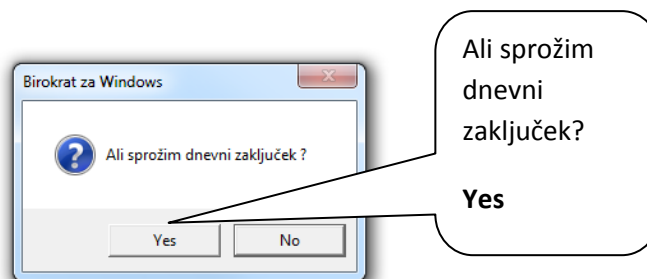 Birokrat za Windows
Ali sprožim dnevni zaključek ?
Yes
No
Ali sprožim
dnevni
zaključek?
Yes